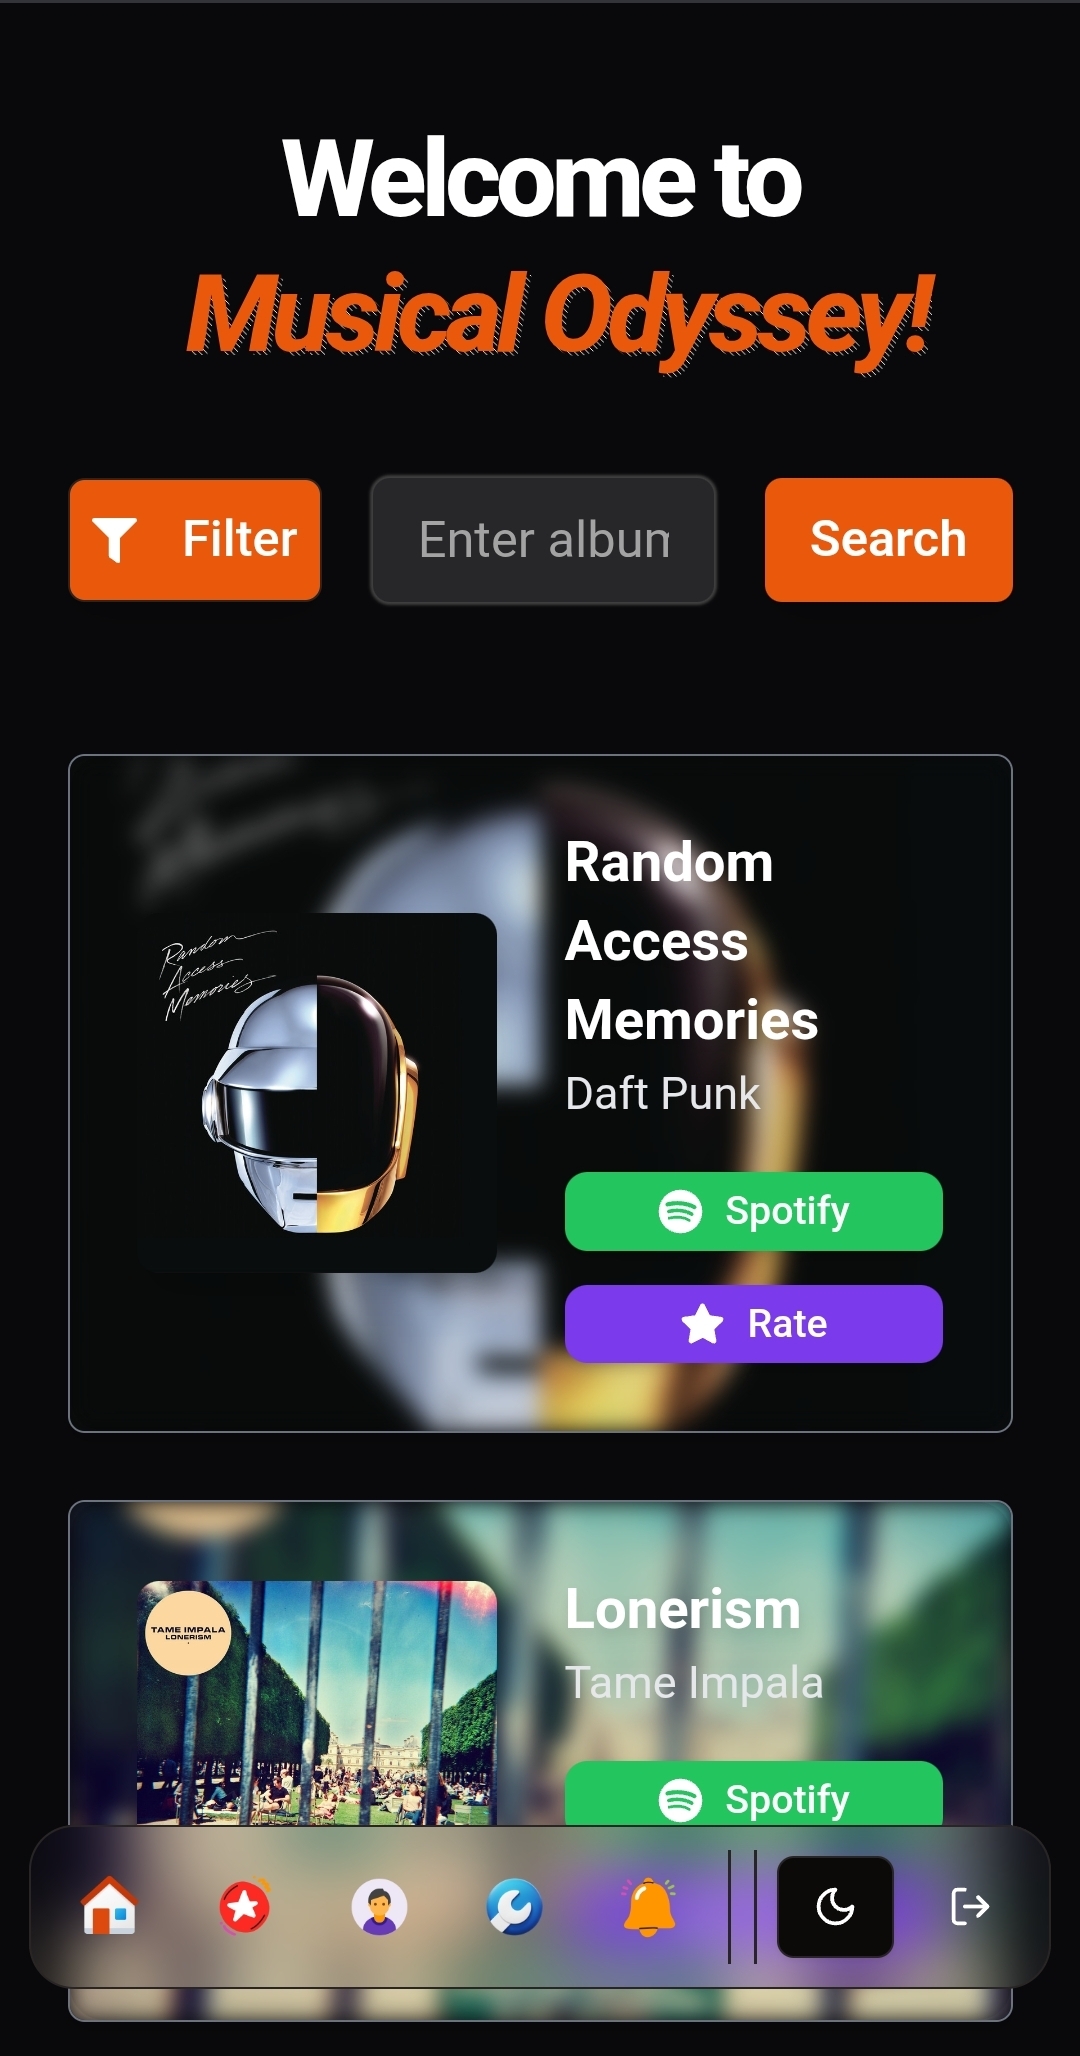 Welcome to
Musical Odyssey!
Filter
Enter album
Search
Random
Access
Memories
Random
Access
Memories
Daft Punk
Spotify
Rate
TAME IMPALA
LONERISM
Lonerism
Tame Impala
Spotify